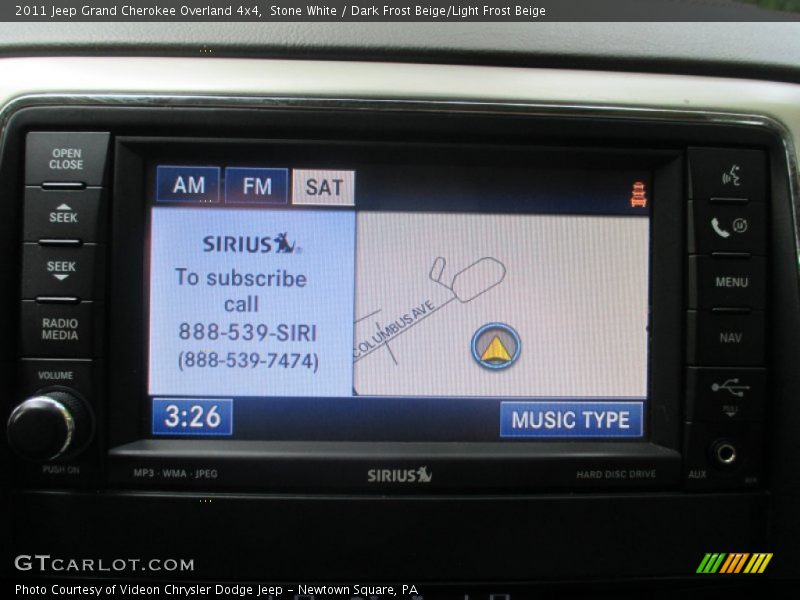 2011 Jeep Grand Cherokee Overland 4x4, Stone White / Dark Frost Beige/Light Frost Beige
OPEN
CLOSE
SEEK
SEEK
RADIO
MEDIA
VOLUME
PUSH ON
AM
FM
SAT
SIRIUS
To subscribe
call
888-539-SIRI
(888-539-7474)
COLUMBUS AVE
3:26
MUSIC TYPE
MENU
NAV
PULL
AUX
MP3 · WMA · JPEG
SIRIUS
HARD DISC DRIVE
GTCARLOT.COM
Photo Courtesy of Videon Chrysler Dodge Jeep - Newtown Square, PA